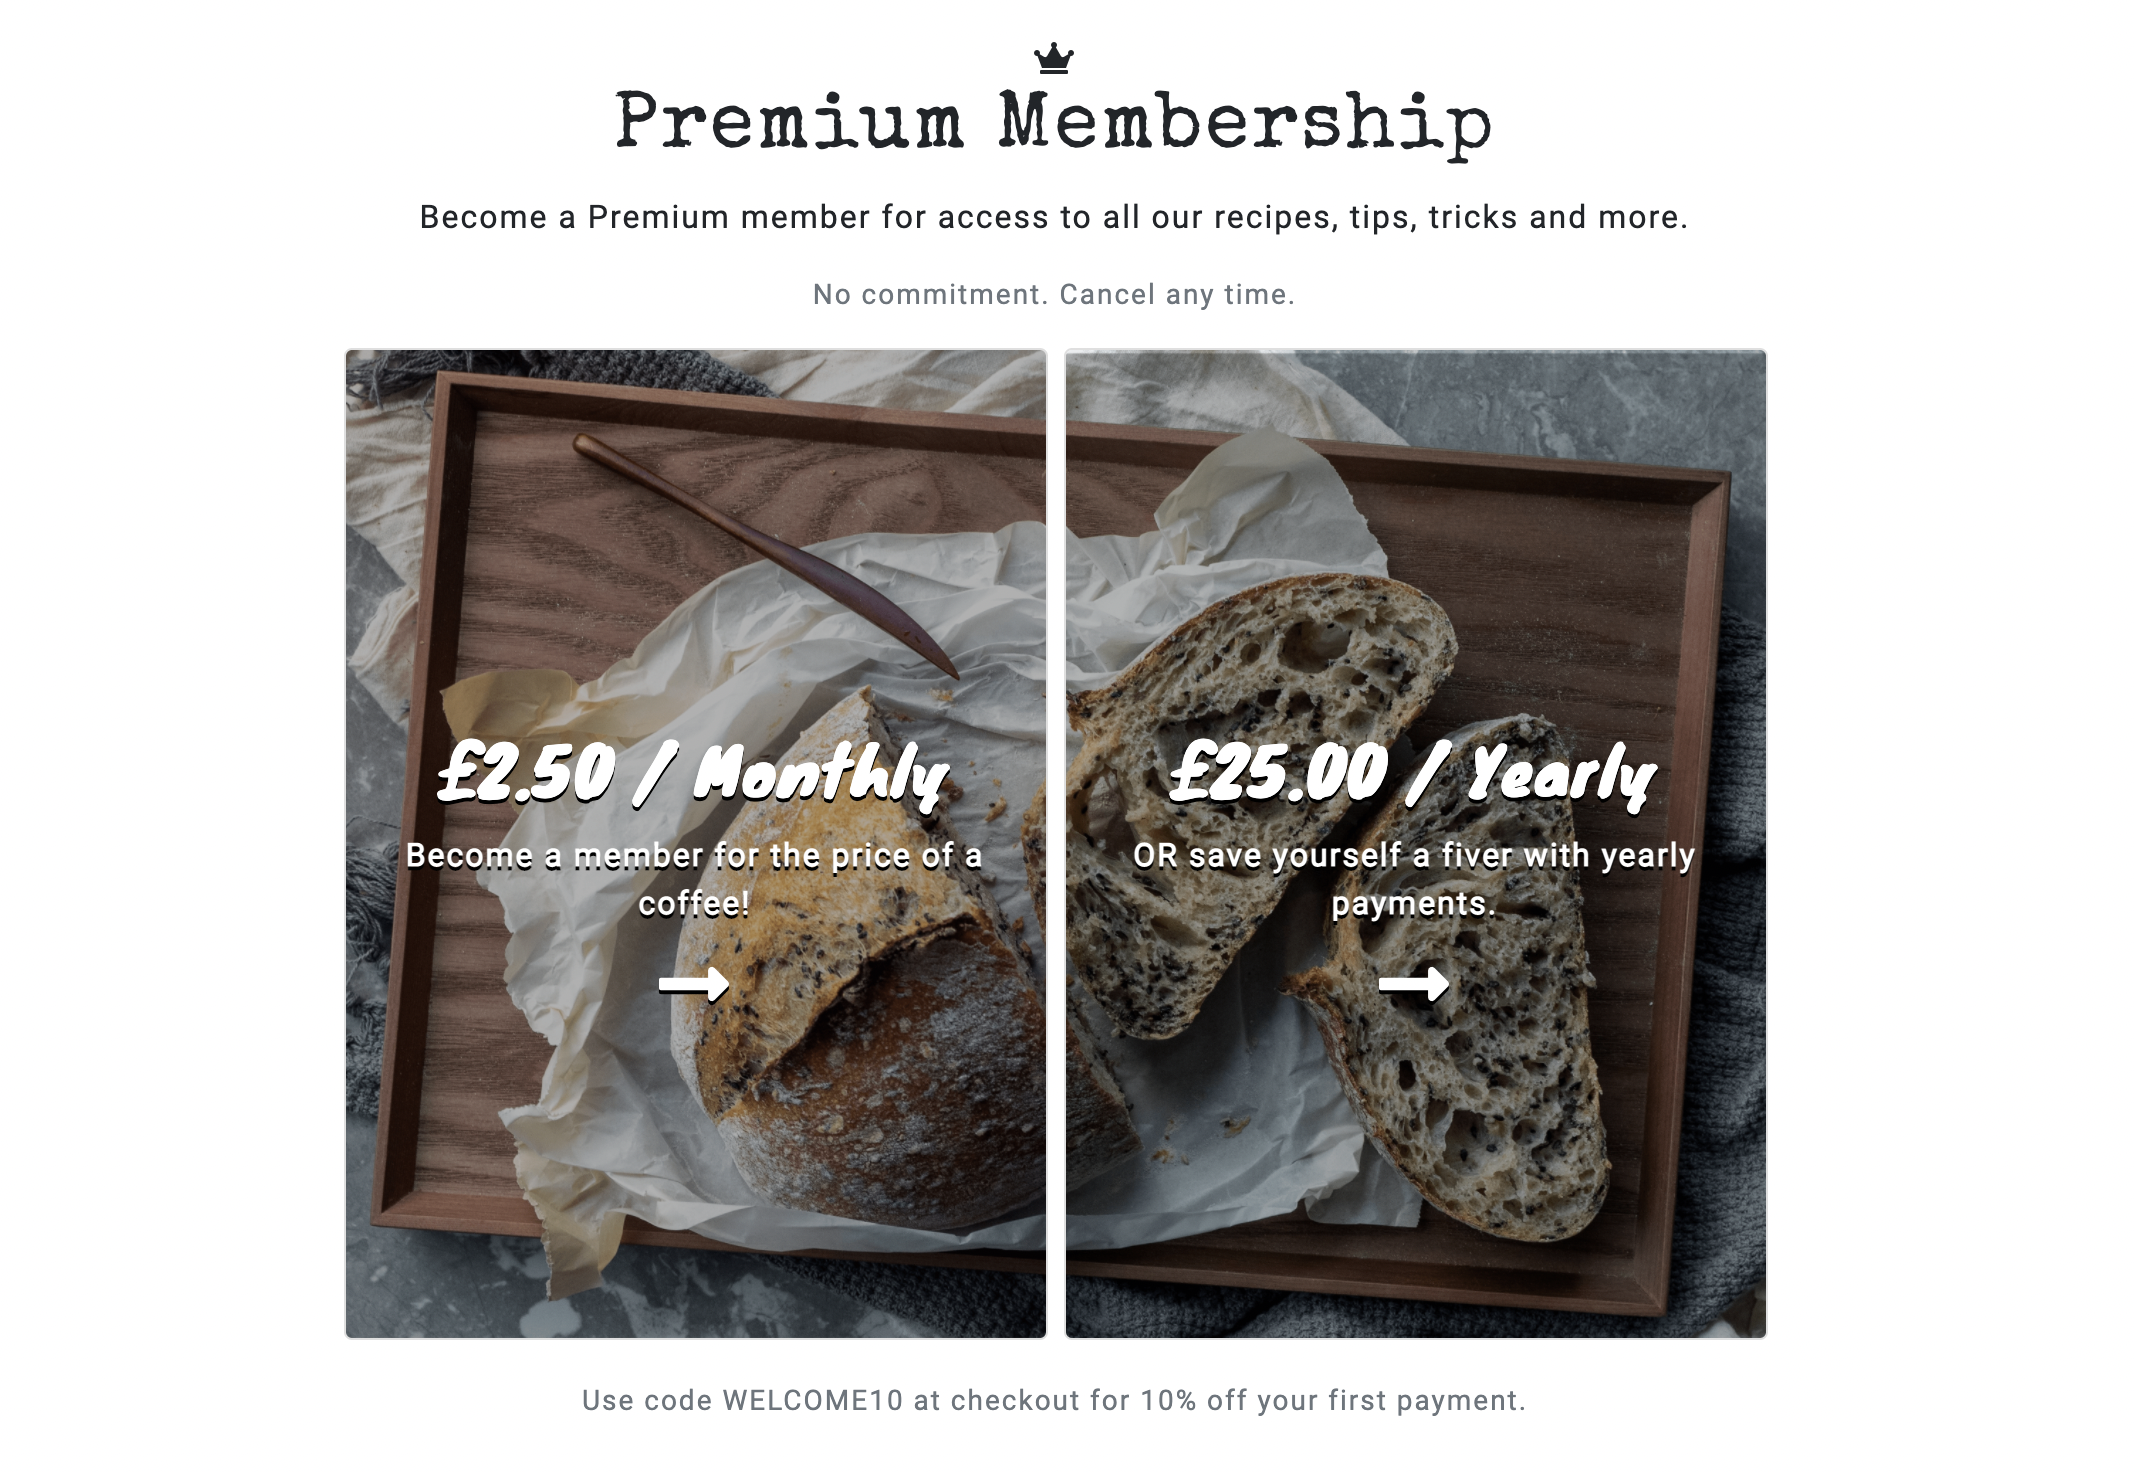 Premium Membership
Become a Premium member for access to all our recipes, tips, tricks and more.
No commitment. Cancel any time.
£2.50 / Monthly
Become a member for the price of a
coffee!
£25.00 / Yearly
OR save yourself a fiver with yearly
payments.
Use code WELCOME10 at checkout for 10% off your first payment.